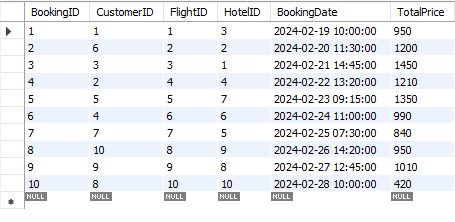 BookingID CustomerID FlightID HotelID BookingDate TotalPrice
1 1 1 3 2024-02-19 10:00:00 950
2 6 2 2 2024-02-20 11:30:00 1200
3 3 3 1 2024-02-21 14:45:00 1450
4 2 4 4 2024-02-22 13:20:00 1210
5 5 5 7 2024-02-23 09:15:00 1350
6 4 6 6 2024-02-24 11:00:00 990
7 7 7 5 2024-02-25 07:30:00 840
8 10 8 9 2024-02-26 14:20:00 950
9 9 9 8 2024-02-27 12:45:00 1010
10 8 10 10 2024-02-28 10:00:00 420
NULL NULL NULL NULL NULL NULL